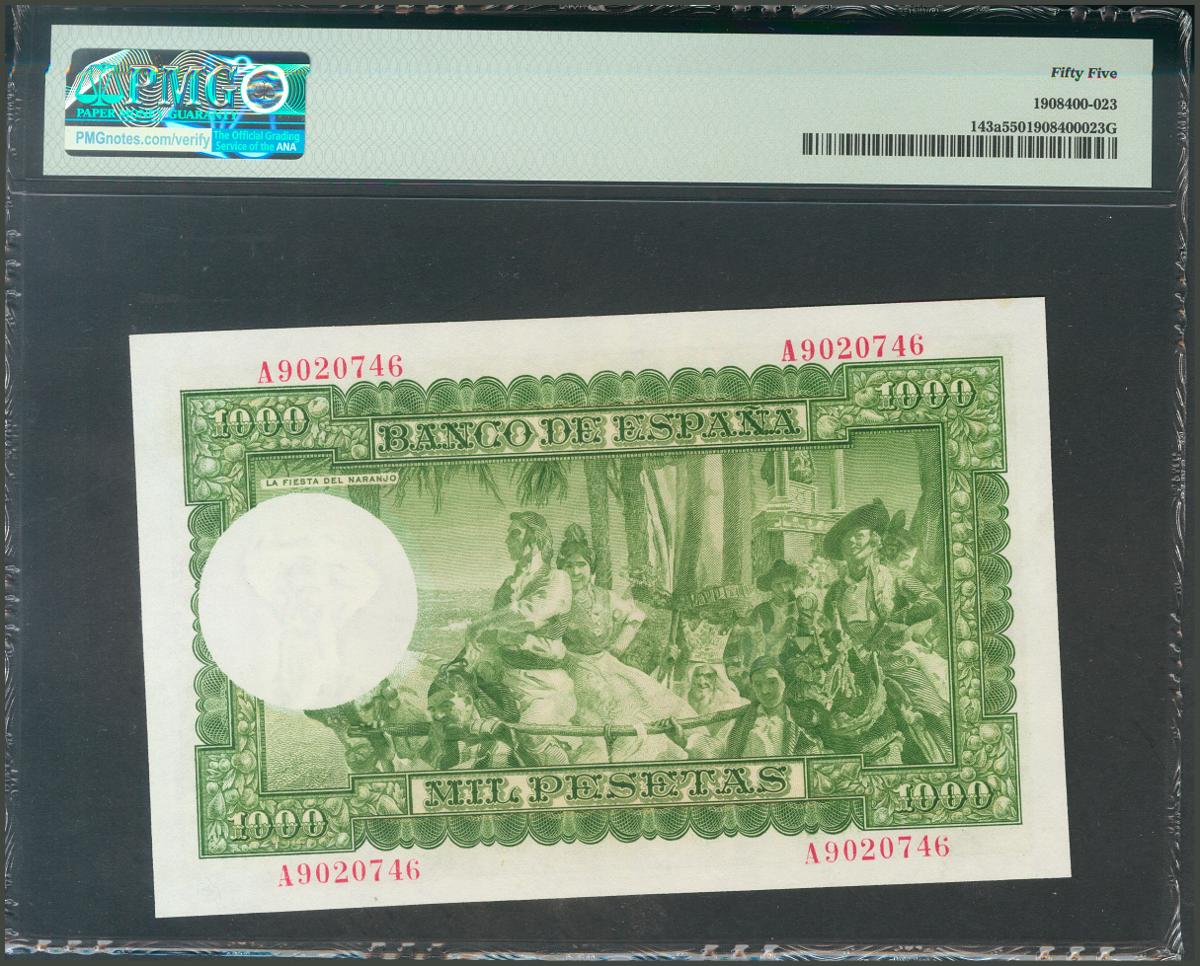 PMG
PAPER MONEY GUARANTY
PMGnotes.com/verify
The Official Grading
Service of the ANA
Fifty Five
1908400-023
143a5501908400023G
A9020746
A9020746
1000
1000
BANCO DE ESPAÑA
LA FIESTA DEL NARANJO
MIL PESETAS
1000
1000
A9020746
A9020746